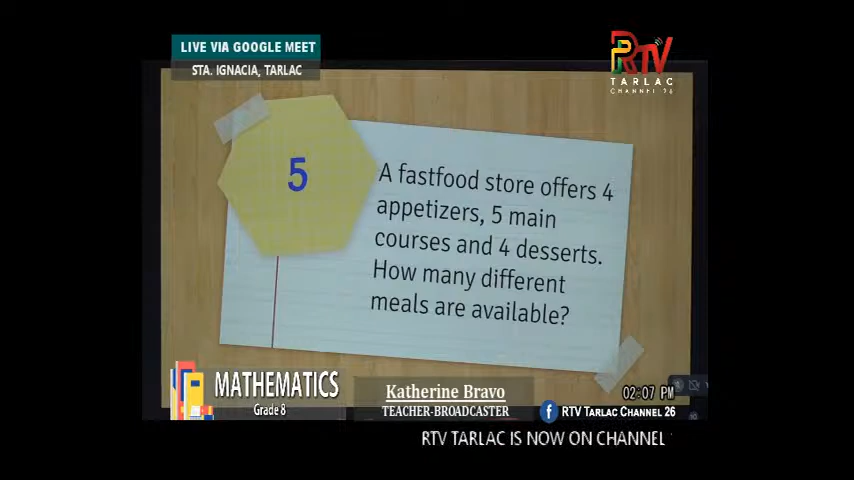 LIVE VIA GOOGLE MEET
STA. IGNACIA, TARLAC
RTV
TARLAC
CHANNEL 26
5
A fastfood store offers 4
appetizers, 5 main
courses and 4 desserts.
How many different
meals are available?
MATHEMATICS
Grade 8
Katherine Bravo
TEACHER-BROADCASTER
02:07 PM
RTV TARLAC CHANNEL 26
RTV TARLAC IS NOW ON CHANNEL